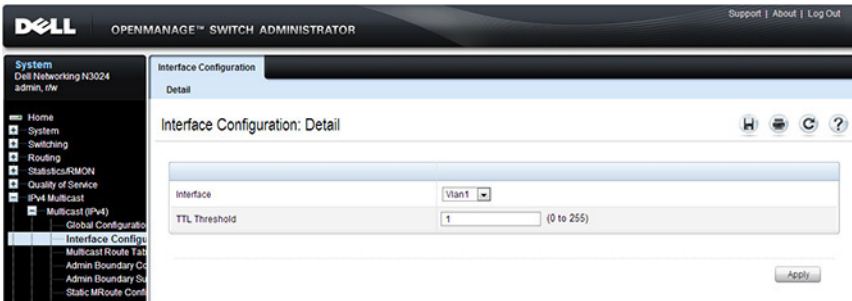 Support | About | Log Out
DELL OPENMANAGE™ SWITCH ADMINISTRATOR
System
Dell Networking N3024
admin, r/w
Home
System
Switching
Routing
Statistics/RMON
Quality of Service
IPv4 Multicast
Multicast (IPv4)
Global Configuratio
Interface Configu
Multicast Route Tab
Admin Boundary Co
Admin Boundary Su
Static MRoute Confi
Interface Configuration
Detail
Interface Configuration: Detail
H C ?
Interface Vlan1
TTL Threshold 1 (0 to 255)
Apply